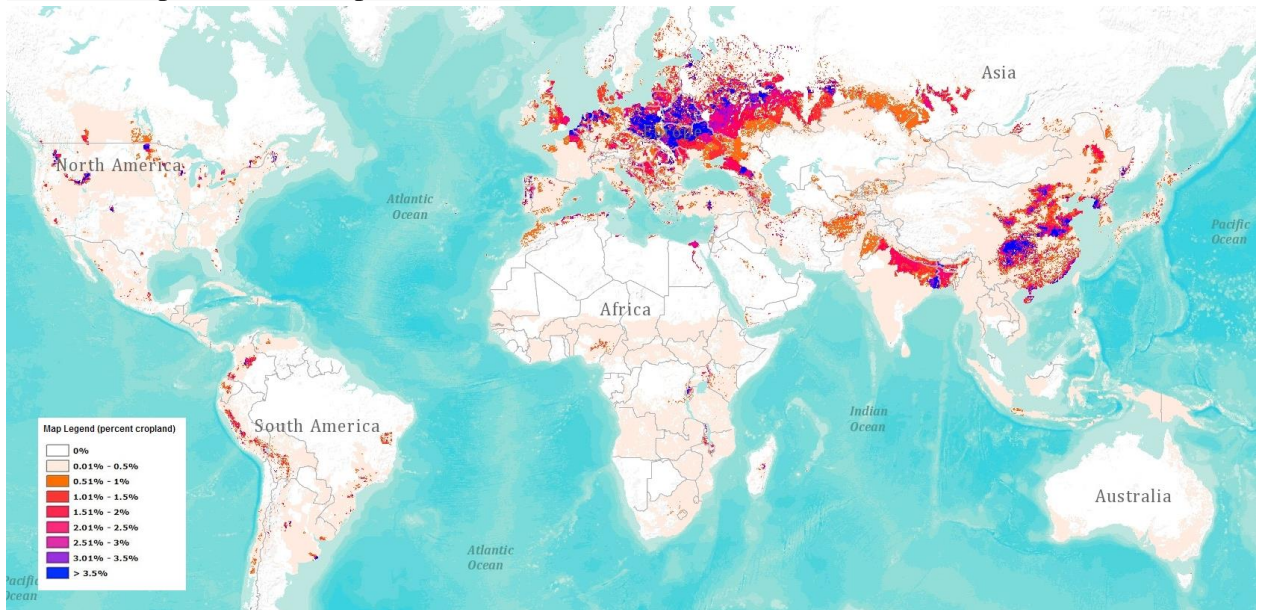 Asia
North America
Atlantic
Ocean
Pacific
Ocean
Africa
South America
Indian
Ocean
Australia
Atlantic
Ocean
Pacific
Ocean
Map Legend (percent cropland)
0%
0.01% - 0.5%
0.51% - 1%
1.01% - 1.5%
1.51% - 2%
2.01% - 2.5%
2.51% - 3%
3.01% - 3.5%
> 3.5%